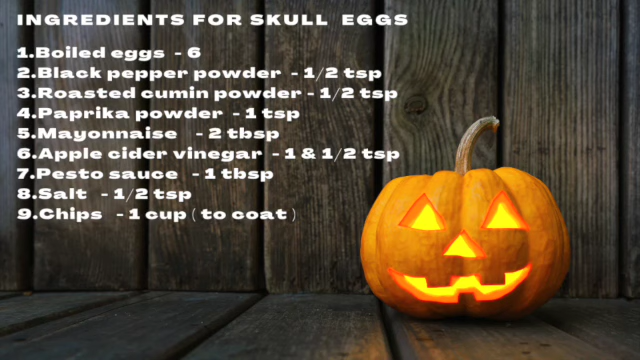 INGREDIENTS FOR SKULL EGGS
1.Boiled eggs - 6
2.Black pepper powder - 1/2 tsp
3.Roasted cumin powder - 1/2 tsp
4.Paprika powder - 1 tsp
5.Mayonnaise - 2 tbsp
6.Apple cider vinegar - 1 & 1/2 tsp
7.Pesto sauce - 1 tbsp
8.Salt - 1/2 tsp
9.Chips - 1 cup ( to coat )